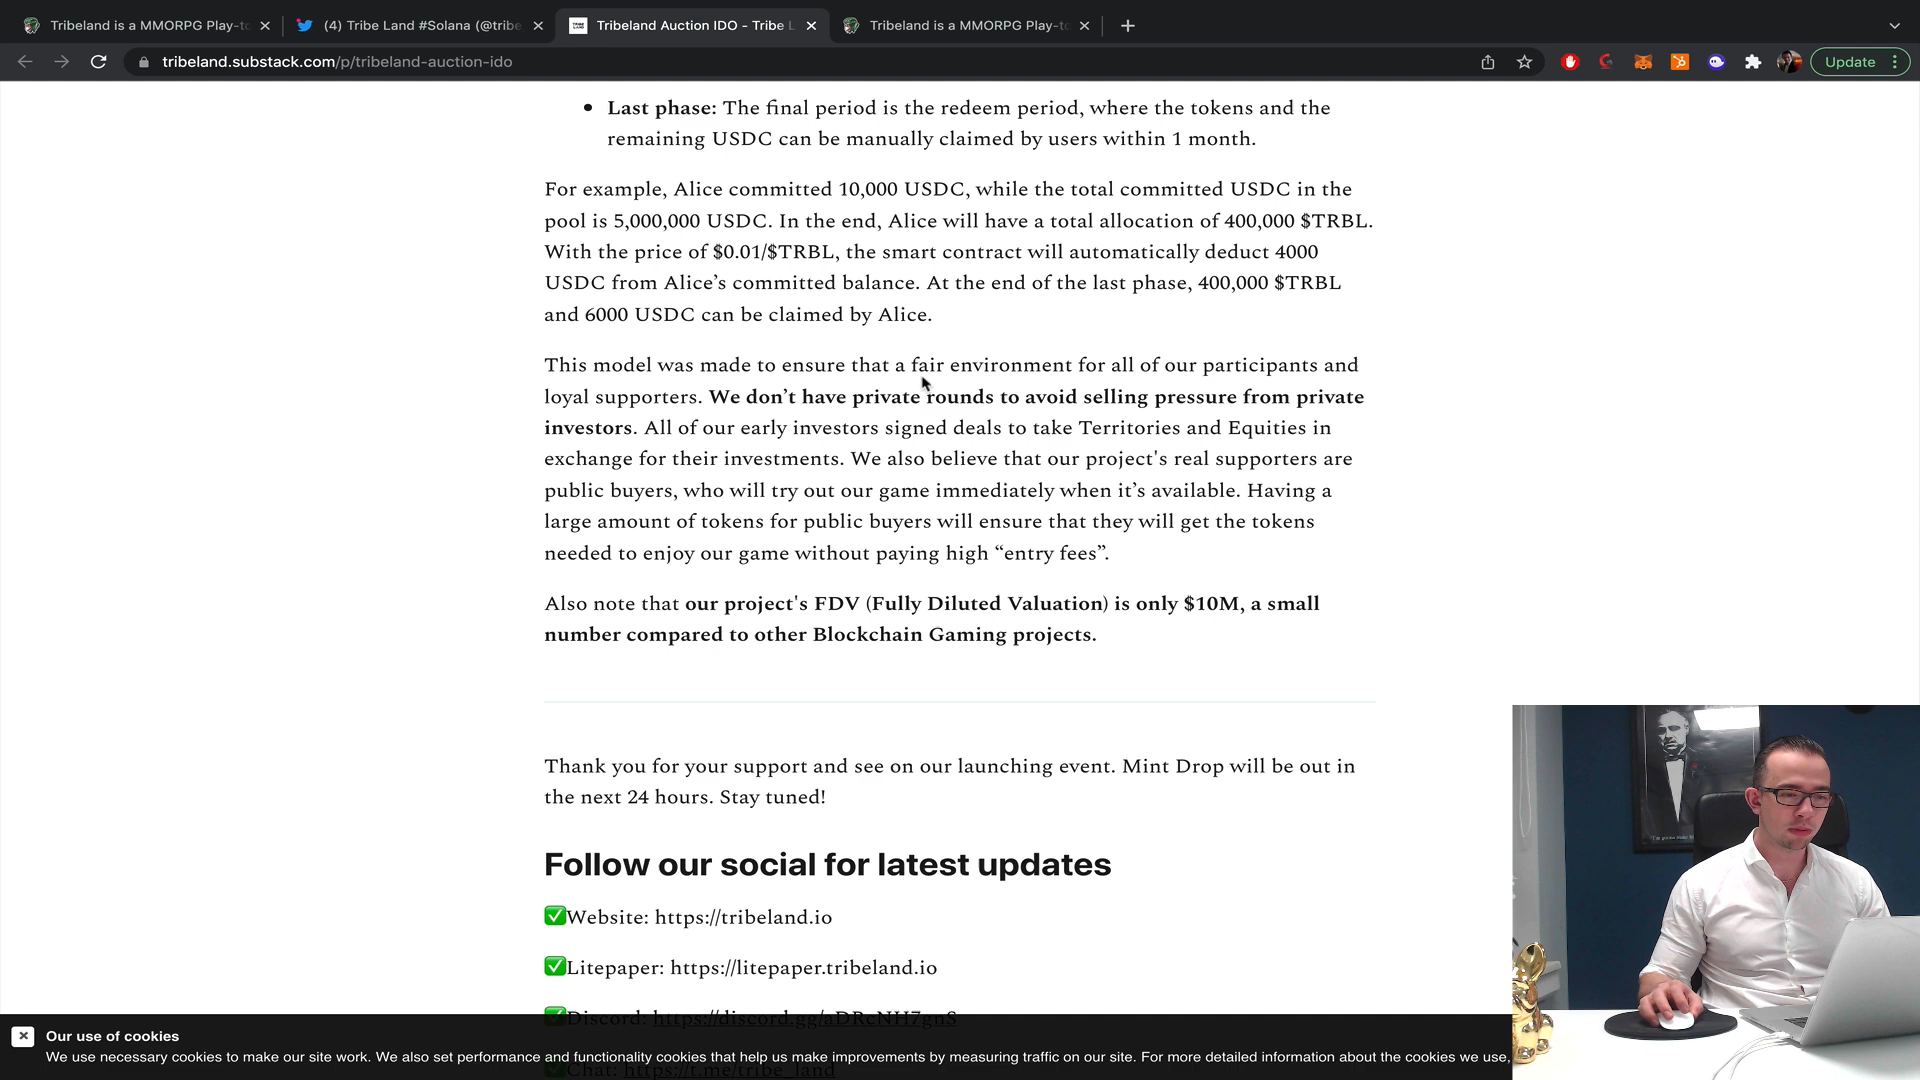 Tribeland is a MMORPG Play-to
(4) Tribe Land #Solana (@tribe
Tribeland Auction IDO - Tribe L
Tribeland is a MMORPG Play-to
tribeland.substack.com/p/tribeland-auction-ido
Update
• Last phase: The final period is the redeem period, where the tokens and the
remaining USDC can be manually claimed by users within 1 month.
For example, Alice committed 10,000 USDC, while the total committed USDC in the
pool is 5,000,000 USDC. In the end, Alice will have a total allocation of 400,000 $TRBL.
With the price of $0.01/$TRBL, the smart contract will automatically deduct 4000
USDC from Alice’s committed balance. At the end of the last phase, 400,000 $TRBL
and 6000 USDC can be claimed by Alice.
This model was made to ensure that a fair environment for all of our participants and
loyal supporters. We don’t have private rounds to avoid selling pressure from private
investors. All of our early investors signed deals to take Territories and Equities in
exchange for their investments. We also believe that our project's real supporters are
public buyers, who will try out our game immediately when it’s available. Having a
large amount of tokens for public buyers will ensure that they will get the tokens
needed to enjoy our game without paying high “entry fees”.
Also note that our project's FDV (Fully Diluted Valuation) is only $10M, a small
number compared to other Blockchain Gaming projects.
Thank you for your support and see on our launching event. Mint Drop will be out in
the next 24 hours. Stay tuned!
Follow our social for latest updates
✅Website: https://tribeland.io
✅Litepaper: https://litepaper.tribeland.io
✅Discord: https://discord.gg/aDRcNH7gnS
Our use of cookies
We use necessary cookies to make our site work. We also set performance and functionality cookies that help us make improvements by measuring traffic on our site. For more detailed information about the cookies we use,
✅Chat: https://t.me/tribe_land